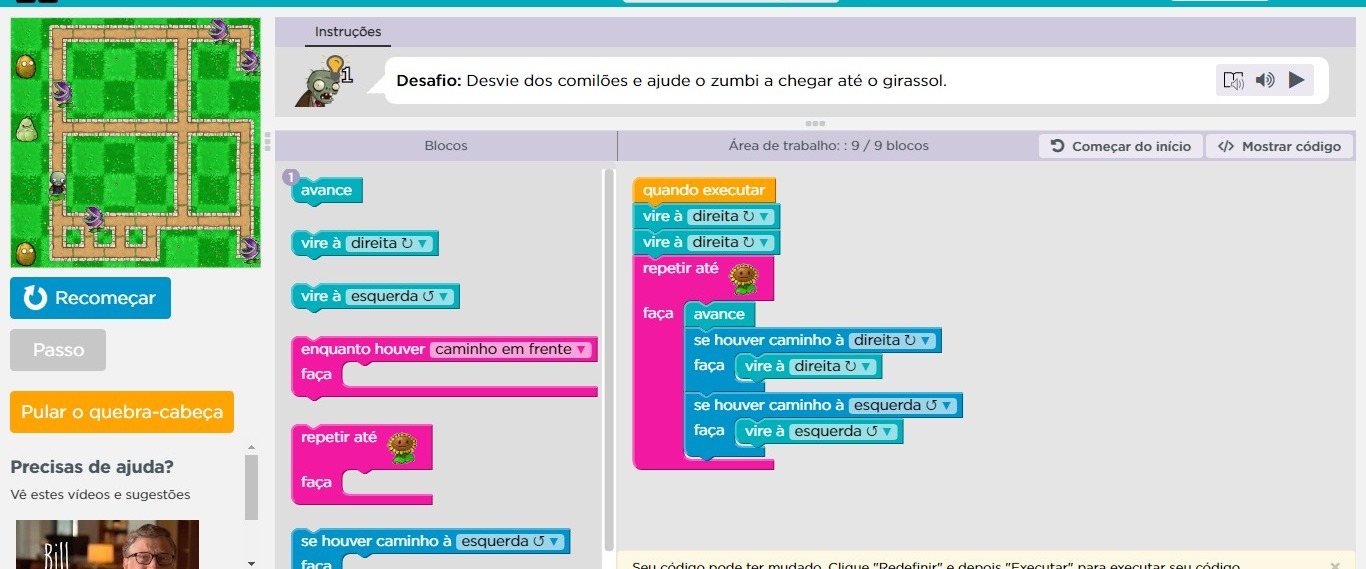 Instruções
1
Desafio: Desvie dos comilões e ajude o zumbi a chegar até o girassol.
Blocos
Área de trabalho: : 9 / 9 blocos
Começar do início
</> Mostrar código
1
avance
vire à direita ↻ ▼
vire à esquerda ↺ ▼
enquanto houver caminho em frente ▼
faça
repetir até
faça
se houver caminho à esquerda ↺ ▼
faça
quando executar
vire à direita ↻ ▼
vire à direita ↻ ▼
repetir até
faça
avance
se houver caminho à direita ↻ ▼
faça vire à direita ↻ ▼
se houver caminho à esquerda ↺ ▼
faça vire à esquerda ↺ ▼
Recomeçar
Passo
Pular o quebra-cabeça
Precisas de ajuda?
Vê estes vídeos e sugestões
Bill
Seu código pode ter mudado. Clique "Redefinir" e depois "Executar" para executar seu código